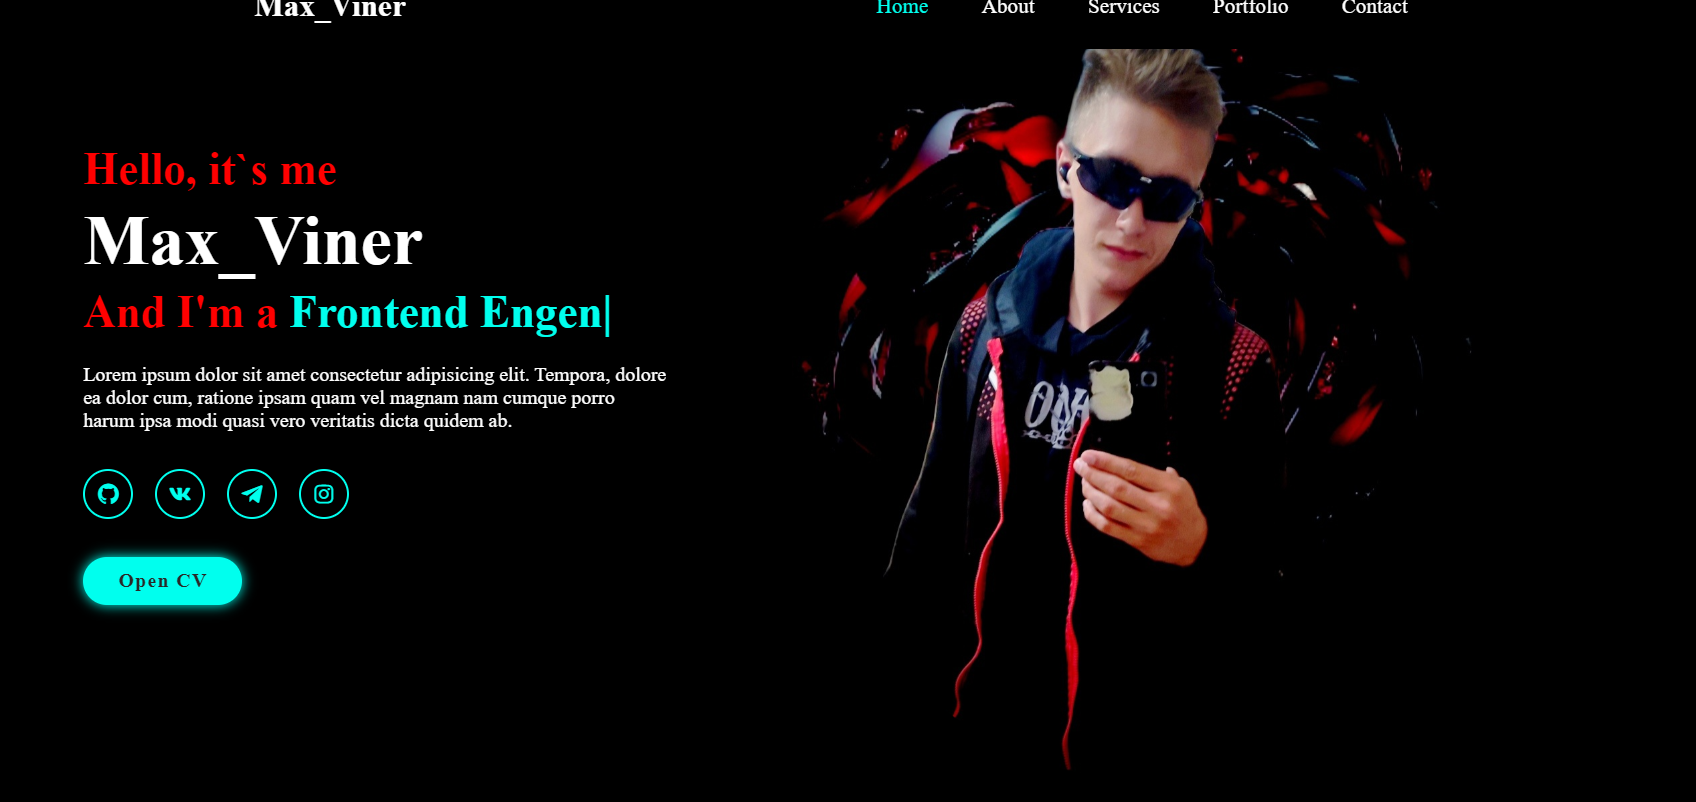 Max_Viner
Home About Services Portfolio Contact
Hello, it`s me
Max_Viner
And I'm a Frontend Engen|
Lorem ipsum dolor sit amet consectetur adipisicing elit. Tempora, dolore
ea dolor cum, ratione ipsam quam vel magnam nam cumque porro
harum ipsa modi quasi vero veritatis dicta quidem ab.
Open CV